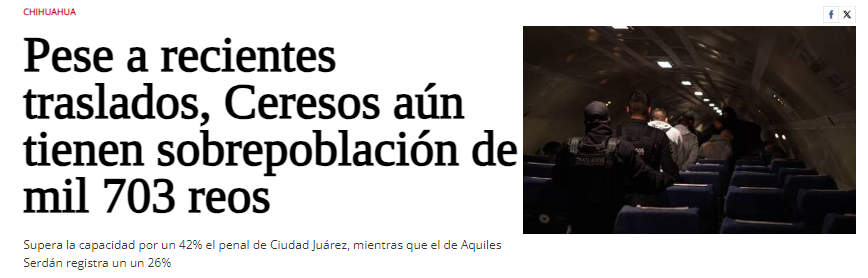 CHIHUAHUA
Pese a recientes
traslados, Ceresos aún
tienen sobrepoblación de
mil 703 reos
Supera la capacidad por un 42% el penal de Ciudad Juárez, mientras que el de Aquiles
Serdán registra un un 26%
TRASLADOS